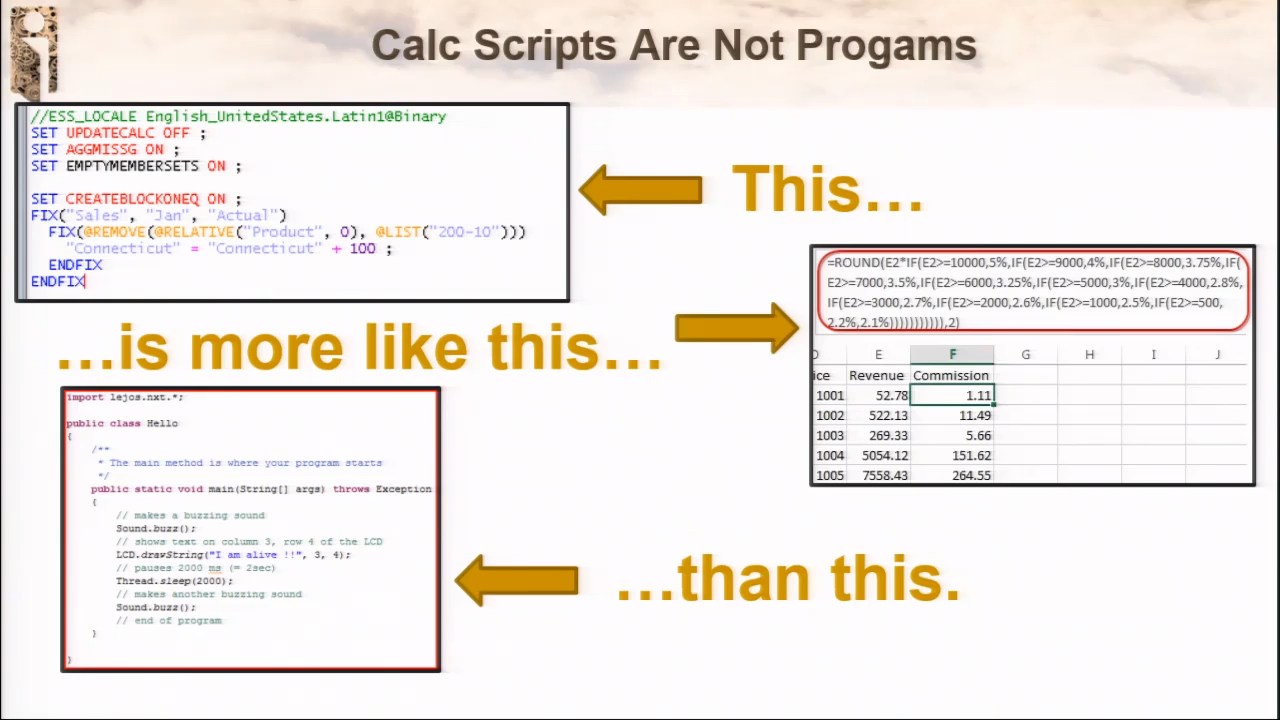 Calc Scripts Are Not Progams
//ESS_LOCALE English_UnitedStates.Latin1@Binary
SET UPDATECALC OFF ;
SET AGGMISSG ON ;
SET EMPTYMEMBERSETS ON ;
SET CREATEBLOCKONEQ ON ;
FIX("Sales", "Jan", "Actual")
FIX(@REMOVE(@RELATIVE("Product", 0), @LIST("200-10")))
"Connecticut" = "Connecticut" + 100 ;
ENDFIX
ENDFIX
This…
=ROUND(E2*IF(E2>=10000,5%,IF(E2>=9000,4%,IF(E2>=8000,3.75%,IF(
E2>=7000,3.5%,IF(E2>=6000,3.25%,IF(E2>=5000,3%,IF(E2>=4000,2.8%,
IF(E2>=3000,2.7%,IF(E2>=2000,2.6%,IF(E2>=1000,2.5%,IF(E2>=500,
2.2%,2.1%))))))))))),2)
D E F G H I J
ice Revenue Commission
1001 52.78 1.11
1002 522.13 11.49
1003 269.33 5.66
1004 5054.12 151.62
1005 7558.43 264.55
…is more like this…
import lejos.nxt.*;
public class Hello
{
/**
* The main method is where your program starts
*/
public static void main(String[] args) throws Exception
{
// makes a buzzing sound
Sound.buzz();
// shows text on column 3, row 4 of the LCD
LCD.drawString("I am alive !!", 3, 4);
// pauses 2000 ms (= 2sec)
Thread.sleep(2000);
// makes another buzzing sound
Sound.buzz();
// end of program
}
}
…than this.